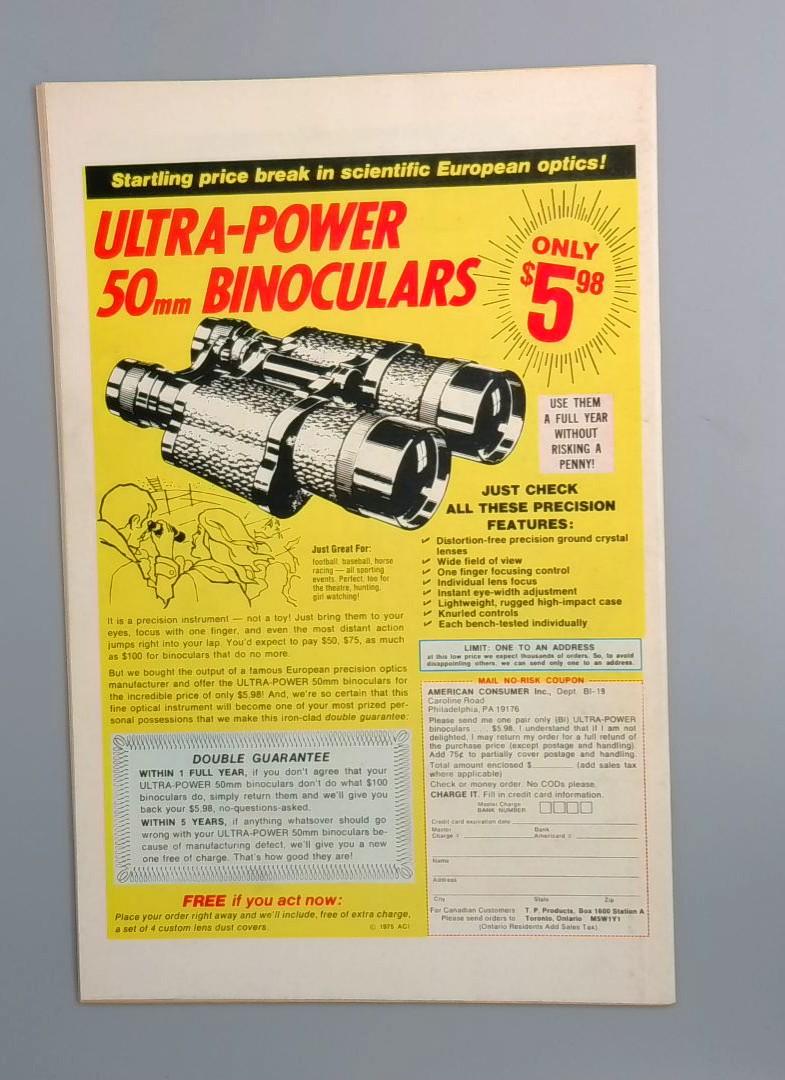 Startling price break in scientific European optics!
ULTRA-POWER
50mm BINOCULARS
ONLY
$5 98
USE THEM
A FULL YEAR
WITHOUT
RISKING A
PENNY!
JUST CHECK
ALL THESE PRECISION
FEATURES:
✓ Distortion-free precision ground crystal
lenses
✓ Wide field of view
✓ One finger focusing control
✓ Individual lens focus
✓ Instant eye-width adjustment
✓ Lightweight, rugged high-impact case
✓ Knurled controls
✓ Each bench-tested individually
Just Great For:
football, baseball, horse
racing — all sporting
events. Perfect, too for
the theatre, hunting,
girl watching!
It is a precision instrument — not a toy! Just bring them to your
eyes, focus with one finger, and even the most distant action
jumps right into your lap. You'd expect to pay $50, $75, as much
as $100 for binoculars that do no more.
But we bought the output of a famous European precision optics
manufacturer and offer the ULTRA-POWER 50mm binoculars for
the incredible price of only $5.98! And, we're so certain that this
fine optical instrument will become one of your most prized per-
sonal possessions that we make this iron-clad double guarantee:
DOUBLE GUARANTEE
WITHIN 1 FULL YEAR, if you don't agree that your
ULTRA-POWER 50mm binoculars don't do what $100
binoculars do, simply return them and we'll give you
back your $5.98, no-questions-asked.
WITHIN 5 YEARS, if anything whatsover should go
wrong with your ULTRA-POWER 50mm binoculars be-
cause of manufacturing defect, we'll give you a new
one free of charge. That's how good they are!
FREE if you act now:
Place your order right away and we'll include, free of extra charge,
a set of 4 custom lens dust covers.
© 1975 ACI
LIMIT: ONE TO AN ADDRESS
at this low price we expect thousands of orders. So, to avoid
disappointing others, we can send only one to an address.
MAIL NO-RISK COUPON
AMERICAN CONSUMER Inc., Dept. BI-19
Caroline Road
Philadelphia, PA 19176
Please send me one pair only (BI) ULTRA-POWER
binoculars . . . $5.98. I understand that if I am not
delighted, I may return my order for a full refund of
the purchase price (except postage and handling).
Add 75¢ to partially cover postage and handling.
Total amount enclosed $ (add sales tax
where applicable)
Check or money order. No CODs please.
CHARGE IT. Fill in credit card information.
Master Charge
BANK NUMBER
Credit card expiration date
Master Bank
Charge # Americard #
Name
Address
City State Zip
For Canadian Customers T. P. Products, Box 1600 Station A
Please send orders to Toronto, Ontario M5W1Y1
(Ontario Residents Add Sales Tax)